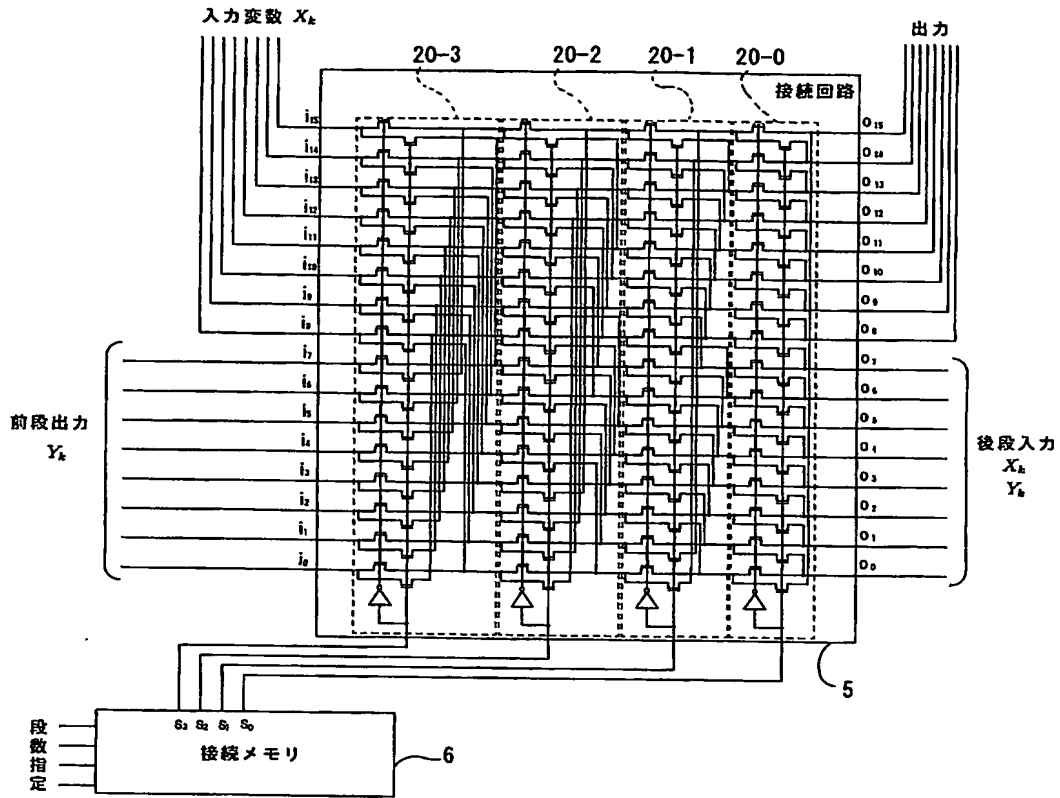 入力変数 Xk
出力
20-3
20-2
20-1
20-0
接続回路
i15
i14
i13
i12
i11
i10
i9
i8
i7
i6
i5
i4
i3
i2
i1
i0
O15
O14
O13
O12
O11
O10
O9
O8
O7
O6
O5
O4
O3
O2
O1
O0
前段出力
Yk
後段入力
Xk
Yk
5
S3 S2 S1 S0
接続メモリ
6
段
数
指
定